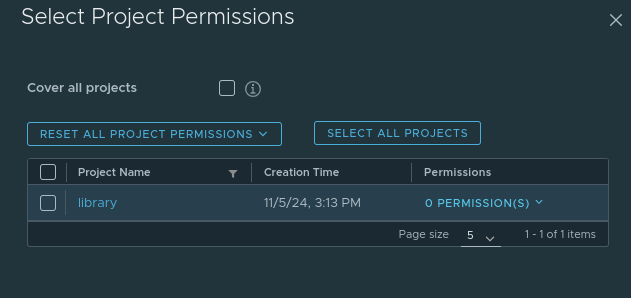 Select Project Permissions
Cover all projects
RESET ALL PROJECT PERMISSIONS
SELECT ALL PROJECTS
Project Name
Creation Time
Permissions
library
11/5/24, 3:13 PM
0 PERMISSION(S)
Page size
5
1 - 1 of 1 items